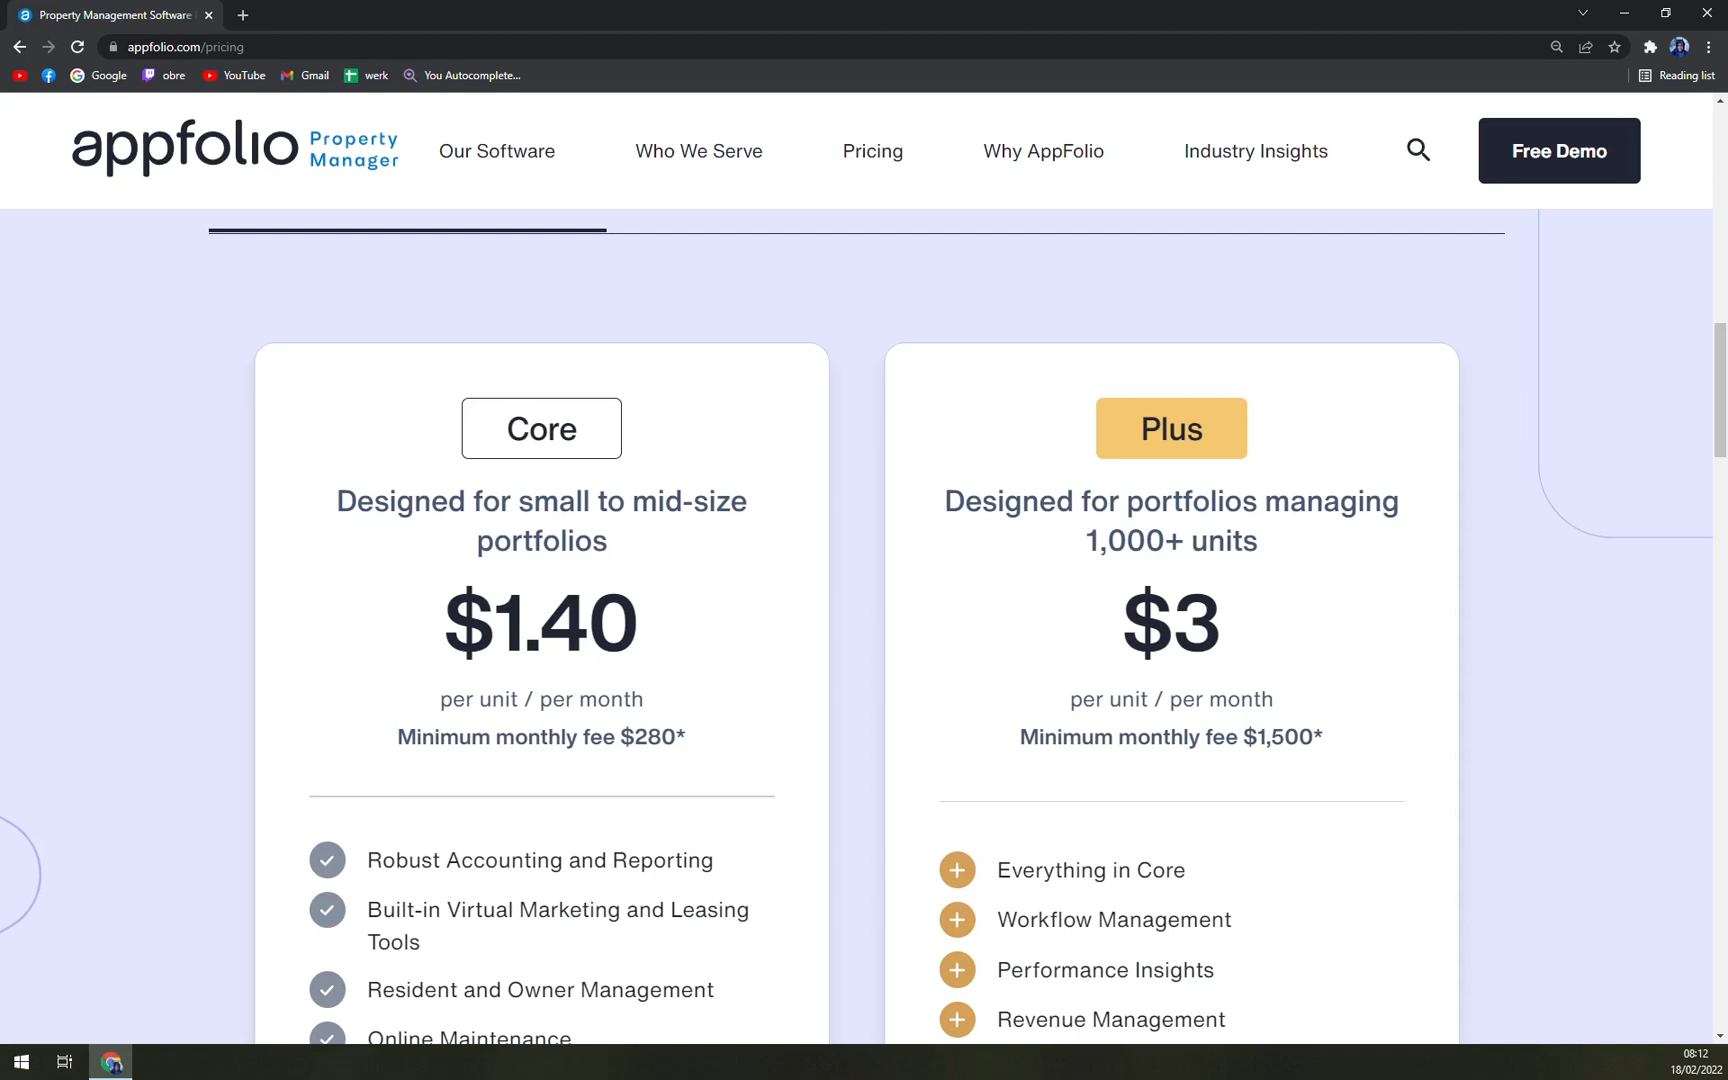 Property Management Software
appfolio.com/pricing
Google
obre
YouTube
Gmail
werk
You Autocomplete...
Reading list
appfolio Property Manager
Our Software
Who We Serve
Pricing
Why AppFolio
Industry Insights
Free Demo
Core
Designed for small to mid-size
portfolios
$1.40
per unit / per month
Minimum monthly fee $280*
Robust Accounting and Reporting
Built-in Virtual Marketing and Leasing
Tools
Resident and Owner Management
Online Maintenance
Plus
Designed for portfolios managing
1,000+ units
$3
per unit / per month
Minimum monthly fee $1,500*
Everything in Core
Workflow Management
Performance Insights
Revenue Management
08:12
18/02/2022